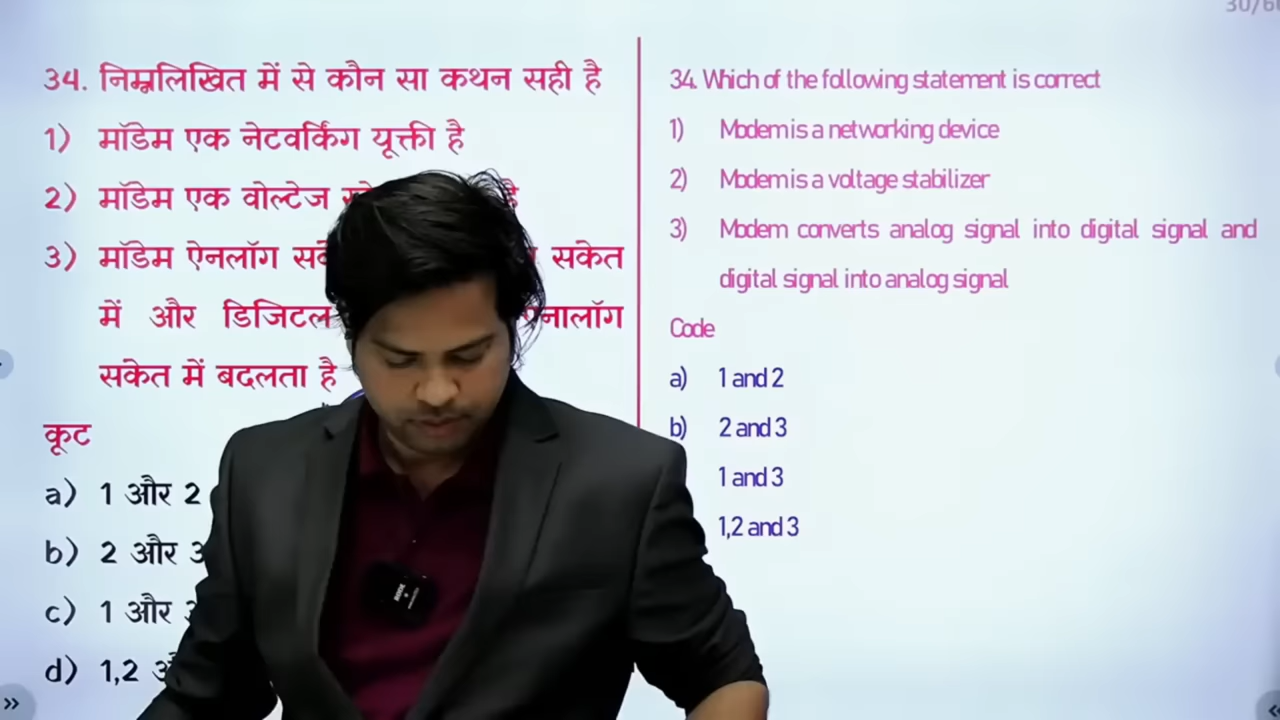 30/60
34. निम्नलिखित में से कौन सा कथन सही है
1) मॉडेम एक नेटवर्किंग यूक्ती है
2) मॉडेम एक वोल्टेज है
3) मॉडेम ऐनलॉग संकेत
में और डिजिटल
संकेत में बदलता है
कूट
a) 1 और 2
b) 2 और 3
c) 1 और 3
d) 1,2
34. Which of the following statement is correct
1) Modem is a networking device
2) Modem is a voltage stabilizer
3) Modem converts analog signal into digital signal and
digital signal into analog signal
Code
a) 1 and 2
b) 2 and 3
1 and 3
1,2 and 3